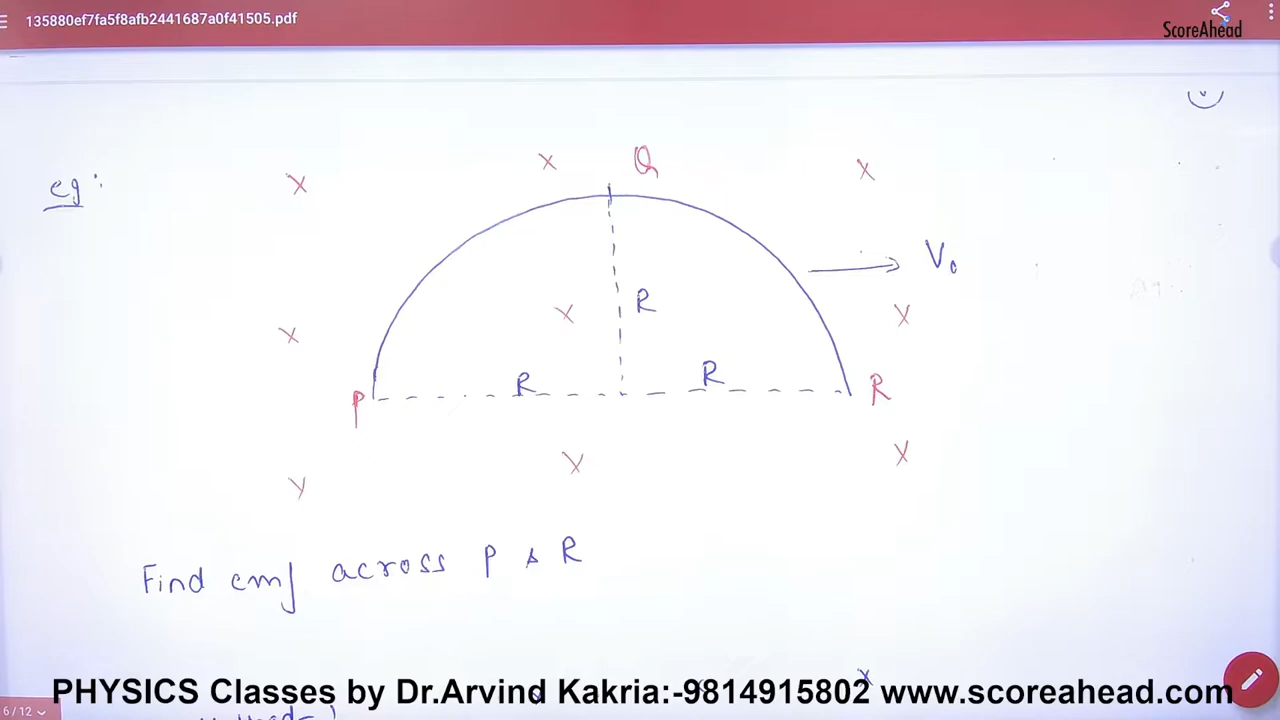 135880ef7fa5f8afb2441687a0f41505.pdf
ScoreAhead
eg:
X X Q X
V₀
X X R X
P R R R
X X X
Find emf across P & R
X
PHYSICS Classes by Dr.Arvind Kakria:-9814915802 www.scoreahead.com
6 / 12